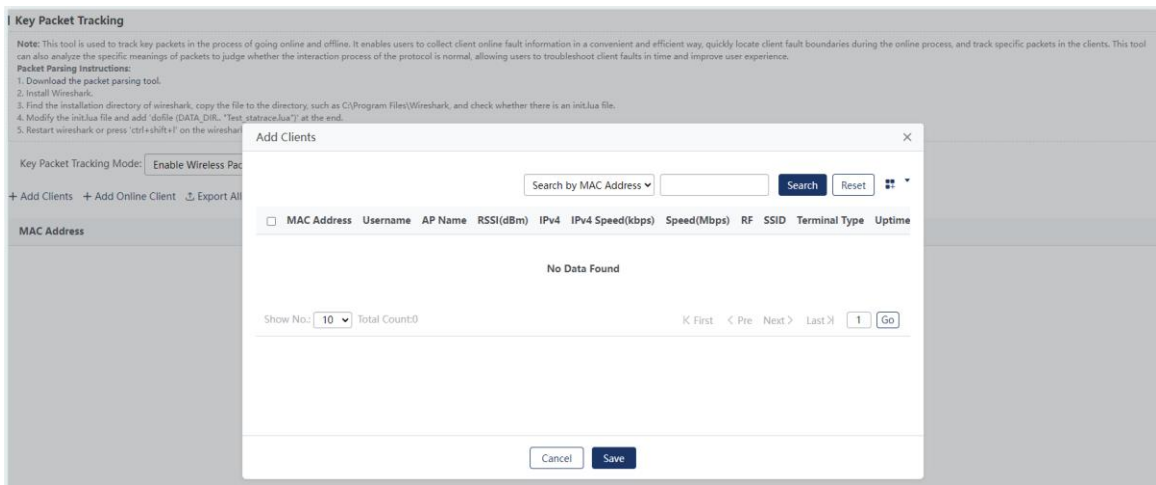 Key Packet Tracking
Note: This tool is used to track key packets in the process of going online and offline. It enables users to collect client online fault information in a convenient and efficient way, quickly locate client fault boundaries during the online process, and track specific packets in the clients. This tool
can also analyze the specific meanings of packets to judge whether the interaction process of the protocol is normal, allowing users to troubleshoot client faults in time and improve user experience.
Packet Parsing Instructions:
1. Download the packet parsing tool.
2. Install Wireshark.
3. Find the installation directory of wireshark, copy the file to the directory, such as C:\Program Files\Wireshark, and check whether there is an init.lua file.
4. Modify the init.lua file and add 'dofile (DATA_DIR.. "Test_statrace.lua")' at the end.
5. Restart wireshark or press 'ctrl+shift+l' on the wireshark
Add Clients
Key Packet Tracking Mode: Enable Wireless Pac
Search by MAC Address Search Reset
+ Add Clients + Add Online Client Export All
MAC Address Username AP Name RSSI(dBm) IPv4 IPv4 Speed(kbps) Speed(Mbps) RF SSID Terminal Type Uptime
MAC Address
No Data Found
Show No.: 10 Total Count:0 First Pre Next Last 1 Go
Cancel Save